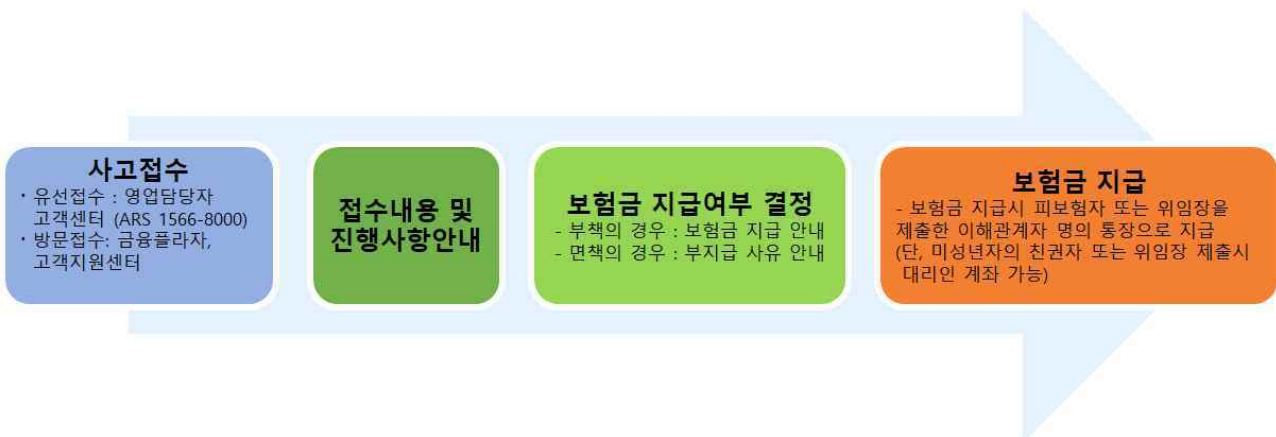 사고접수
· 유선접수 : 영업담당자
고객센터 (ARS 1566-8000)
· 방문접수: 금융플라자,
고객지원센터
접수내용 및
진행사항안내
보험금 지급여부 결정
- 부책의 경우 : 보험금 지급 안내
- 면책의 경우 : 부지급 사유 안내
보험금 지급
- 보험금 지급시 피보험자 또는 위임장을
제출한 이해관계자 명의 통장으로 지급
(단, 미성년자의 친권자 또는 위임장 제출시
대리인 계좌 가능)